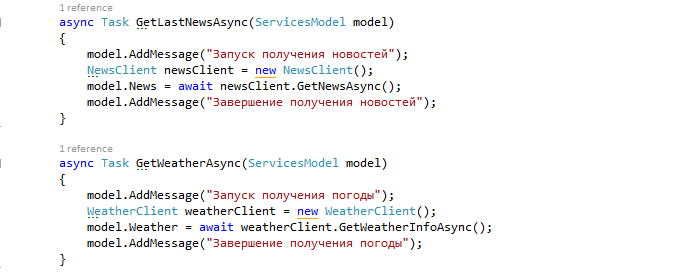 1 reference
async Task GetLastNewsAsync(ServicesModel model)
{
    model.AddMessage("Запуск получения новостей");
    NewsClient newsClient = new NewsClient();
    model.News = await newsClient.GetNewsAsync();
    model.AddMessage("Завершение получения новостей");
}
1 reference
async Task GetWeatherAsync(ServicesModel model)
{
    model.AddMessage("Запуск получения погоды");
    WeatherClient weatherClient = new WeatherClient();
    model.Weather = await weatherClient.GetWeatherInfoAsync();
    model.AddMessage("Завершение получения погоды");
}